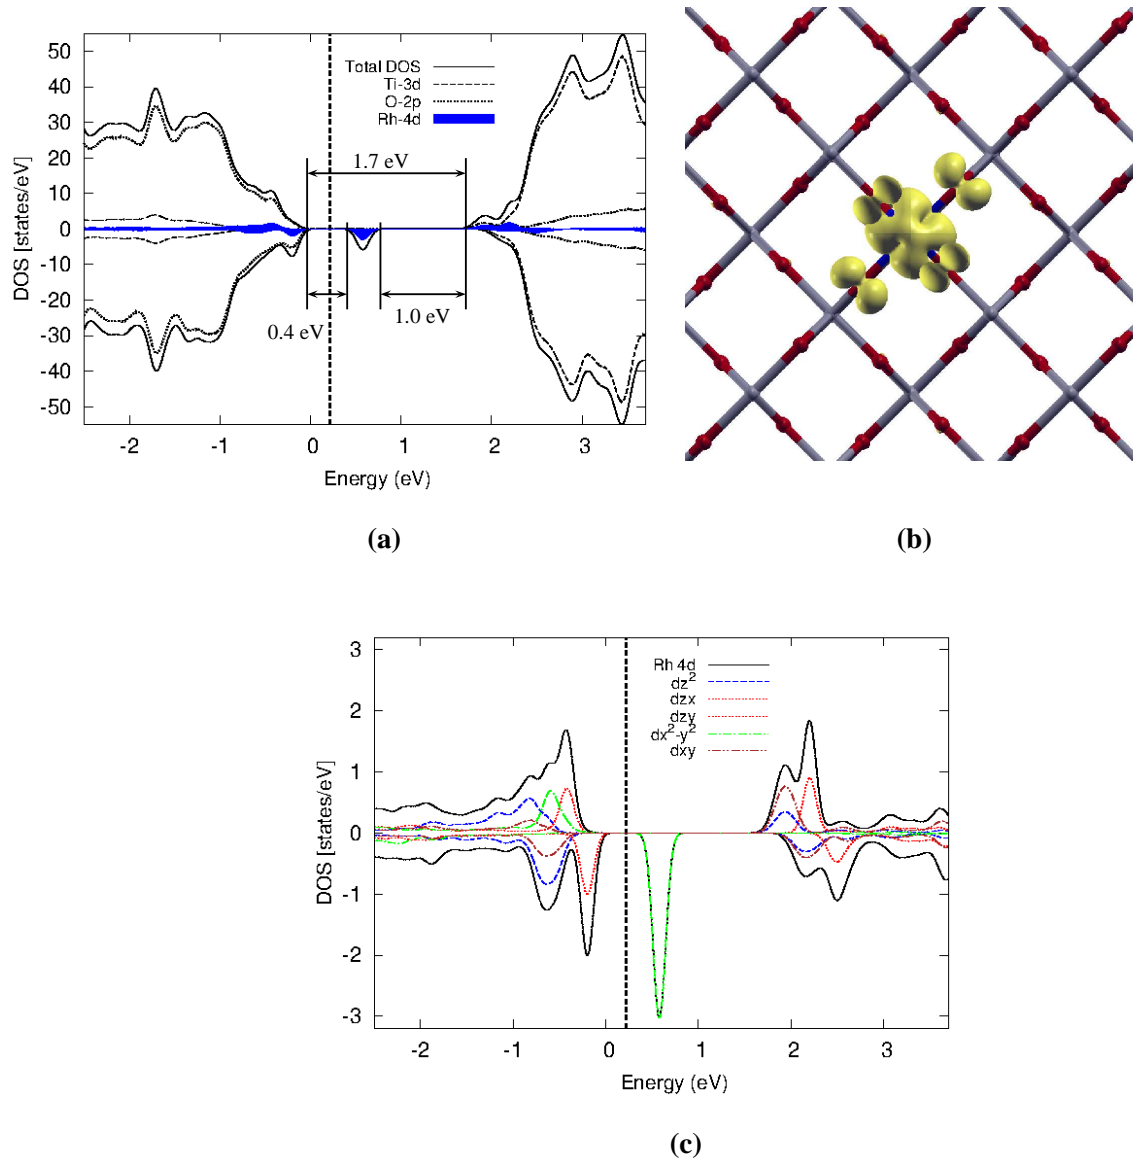 50
40
30
20
10
0
-10
-20
-30
-40
-50
DOS [states/eV]
Total DOS
Ti-3d
O-2p
Rh-4d
1.7 eV
0.4 eV
1.0 eV
-2 -1 0 1 2 3
Energy (eV)
(a)
(b)
3
2
1
0
-1
-2
-3
DOS [states/eV]
Rh 4d
dz²
dzx
dzy
dx²-y²
dxy
-2 -1 0 1 2 3
Energy (eV)
(c)